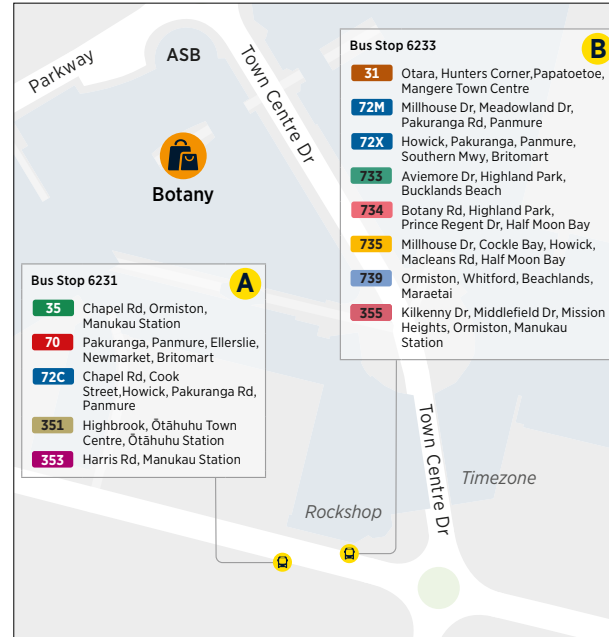 Parkway
ASB
Town Centre Dr
Botany
Bus Stop 6233
B
31 Otara, Hunters Corner,Papatoetoe,
Mangere Town Centre
72M Millhouse Dr, Meadowland Dr,
Pakuranga Rd, Panmure
72X Howick, Pakuranga, Panmure,
Southern Mwy, Britomart
733 Aviemore Dr, Highland Park,
Bucklands Beach
734 Botany Rd, Highland Park,
Prince Regent Dr, Half Moon Bay
735 Millhouse Dr, Cockle Bay, Howick,
Macleans Rd, Half Moon Bay
739 Ormiston, Whitford, Beachlands,
Maraetai
355 Kilkenny Dr, Middlefield Dr, Mission
Heights, Ormiston, Manukau
Station
Bus Stop 6231
A
35 Chapel Rd, Ormiston,
Manukau Station
70 Pakuranga, Panmure, Ellerslie,
Newmarket, Britomart
72C Chapel Rd, Cook
Street,Howick, Pakuranga Rd,
Panmure
351 Highbrook, Ōtāhuhu Town
Centre, Ōtāhuhu Station
353 Harris Rd, Manukau Station
Town Centre Dr
Timezone
Rockshop